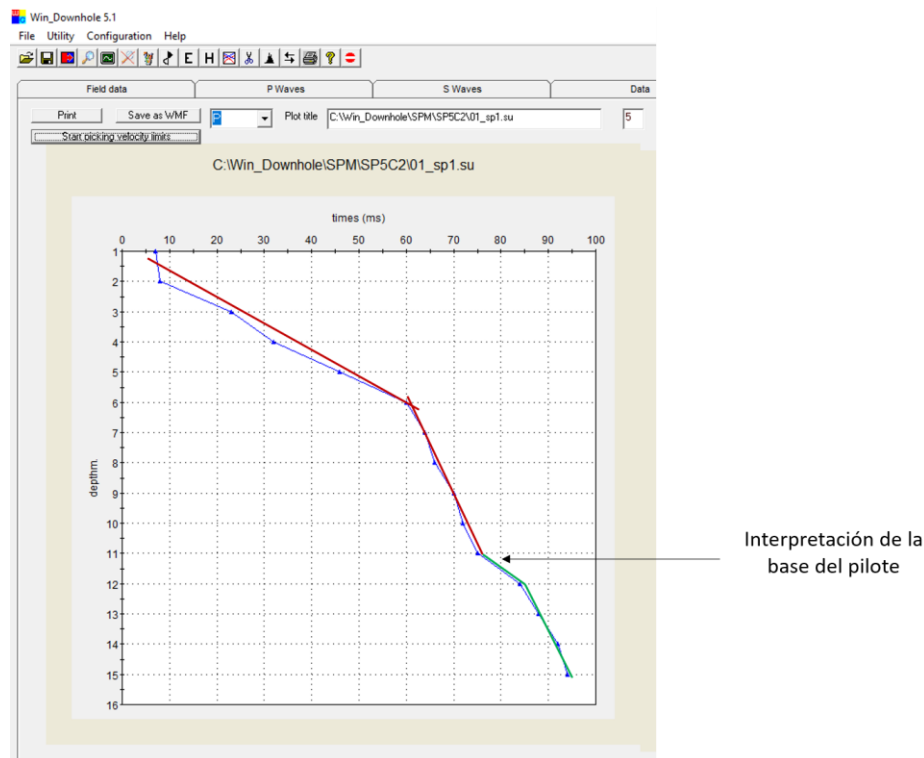 Win_Downhole 5.1
File Utility Configuration Help
E H
Field data P Waves S Waves Data
Print Save as WMF P Plot title C:\Win_Downhole\SPM\SP5C2\01_sp1.su 5
Start picking velocity limits
C:\Win_Downhole\SPM\SP5C2\01_sp1.su
times (ms)
0 10 20 30 40 50 60 70 80 90 100
1
2
3
4
5
6
7
8
9
10
11
12
13
14
15
16
depthm.
Interpretación de la
base del pilote